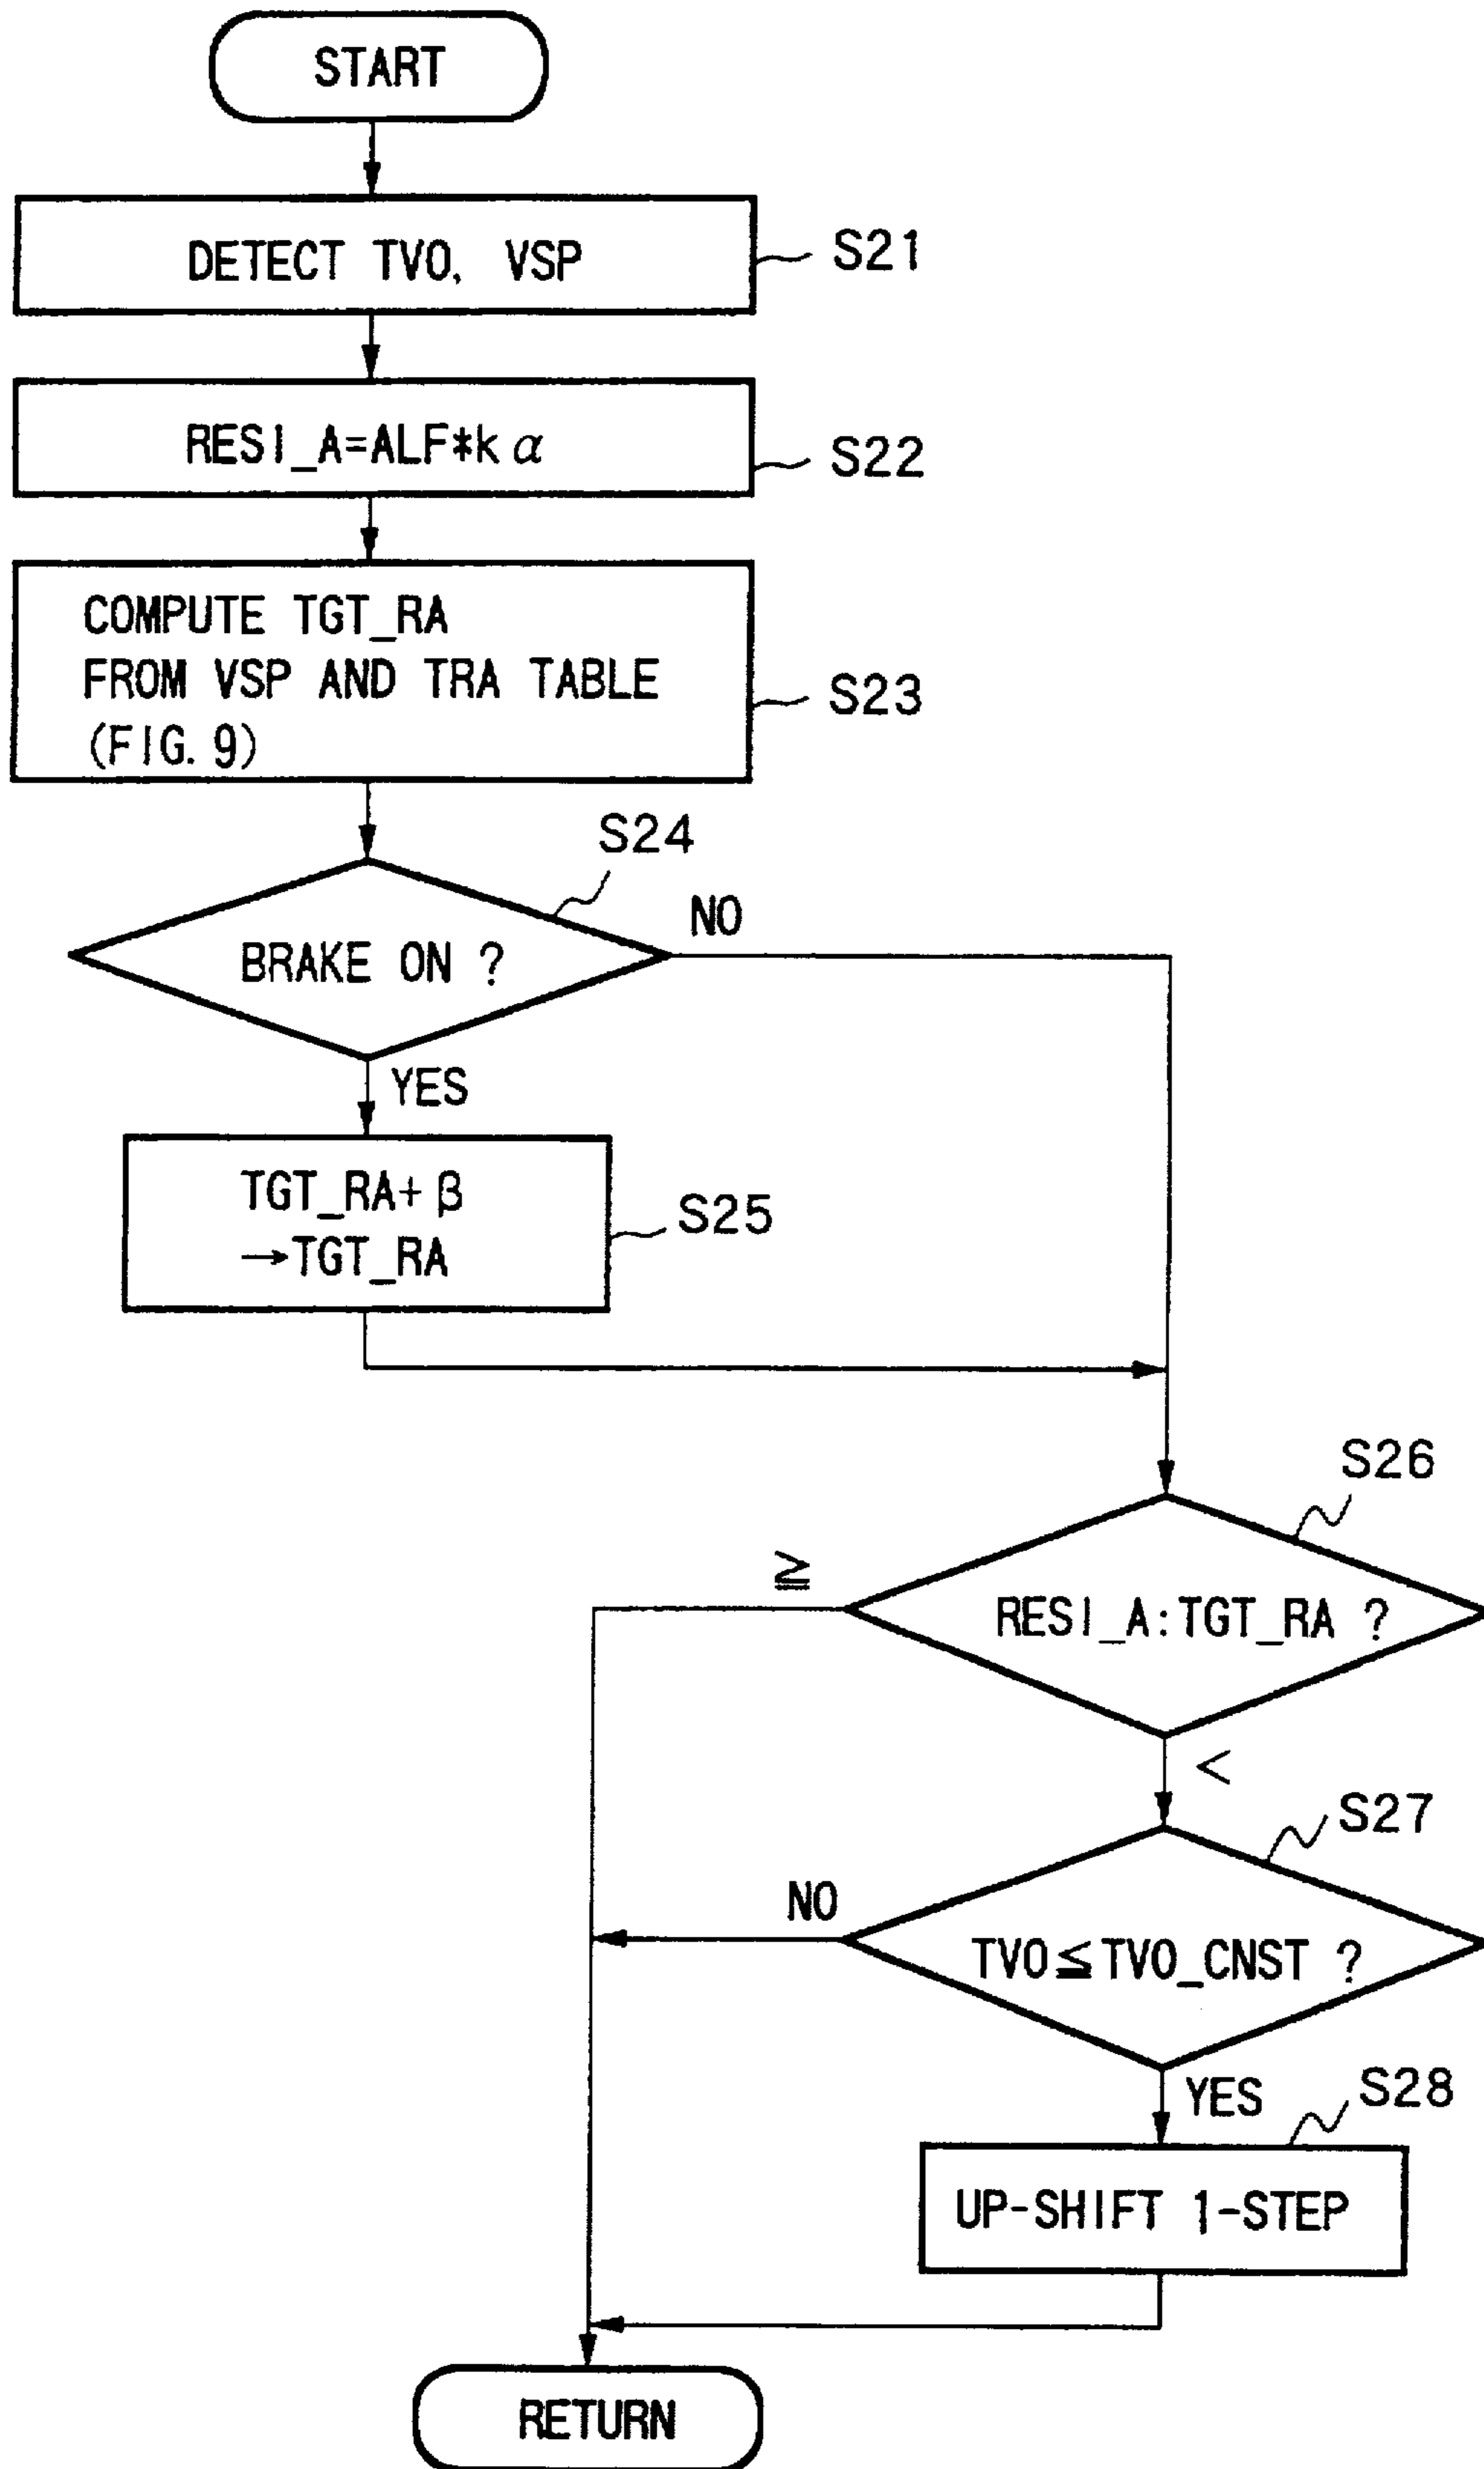 START
DETECT TVO, VSP
S21
RESI_A=ALF*kα
S22
COMPUTE TGT_RA
FROM VSP AND TRA TABLE
(FIG. 9)
S23
S24
BRAKE ON ?
NO
YES
TGT_RA+β
→TGT_RA
S25
S26
≧
RESI_A:TGT_RA ?
<
S27
NO
TVO≦TVO_CNST ?
YES
S28
UP-SHIFT 1-STEP
RETURN